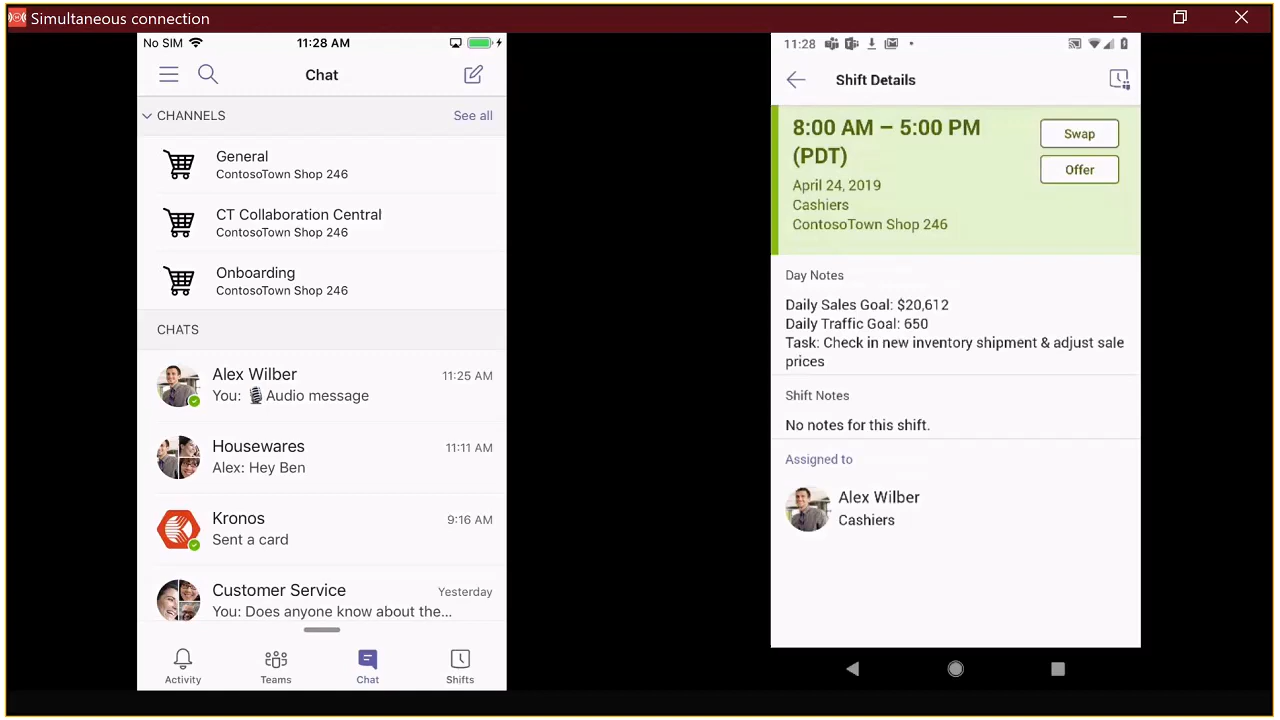 Simultaneous connection
No SIM
11:28 AM
Chat
CHANNELS
See all
General
ContosoTown Shop 246
CT Collaboration Central
ContosoTown Shop 246
Onboarding
ContosoTown Shop 246
CHATS
Alex Wilber
11:25 AM
You: 🎙Audio message
Housewares
11:11 AM
Alex: Hey Ben
Kronos
9:16 AM
Sent a card
Customer Service
Yesterday
You: Does anyone know about the...
Activity
Teams
Chat
Shifts
11:28
Shift Details
8:00 AM – 5:00 PM
(PDT)
Swap
Offer
April 24, 2019
Cashiers
ContosoTown Shop 246
Day Notes
Daily Sales Goal: $20,612
Daily Traffic Goal: 650
Task: Check in new inventory shipment & adjust sale
prices
Shift Notes
No notes for this shift.
Assigned to
Alex Wilber
Cashiers